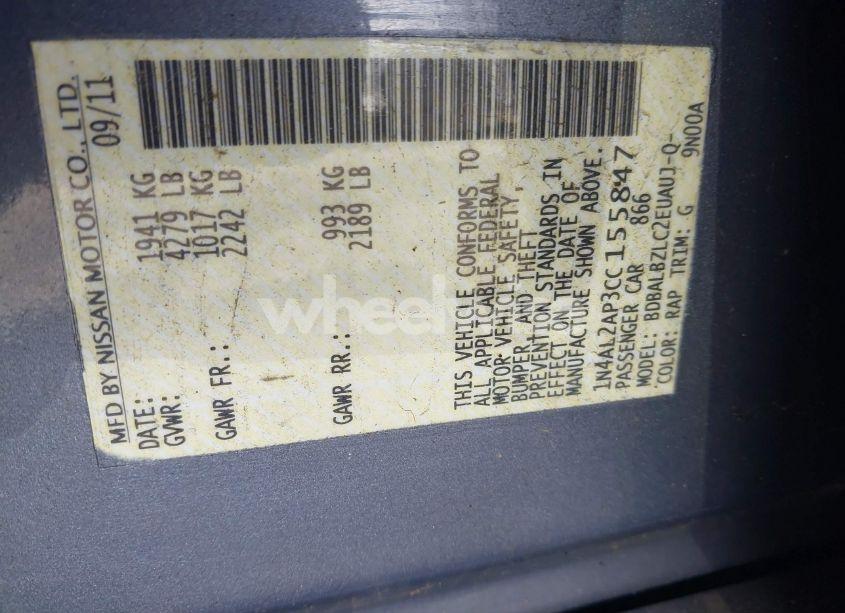 MFD BY NISSAN MOTOR CO., LTD.
DATE: 09/11
GVWR: 1941 KG
4279 LB
GAWR FR.: 1017 KG
2242 LB
GAWR RR.: 993 KG
2189 LB
THIS VEHICLE CONFORMS TO
ALL APPLICABLE FEDERAL
MOTOR VEHICLE SAFETY,
BUMPER, AND THEFT
PREVENTION STANDARDS IN
EFFECT ON THE DATE OF
MANUFACTURE SHOWN ABOVE.
1N4AL2AP3CC155847
PASSENGER CAR 866
MODEL: BDBALBZLC2EUAUJ-Q-
COLOR: RAP TRIM: G 9N00A
wheel